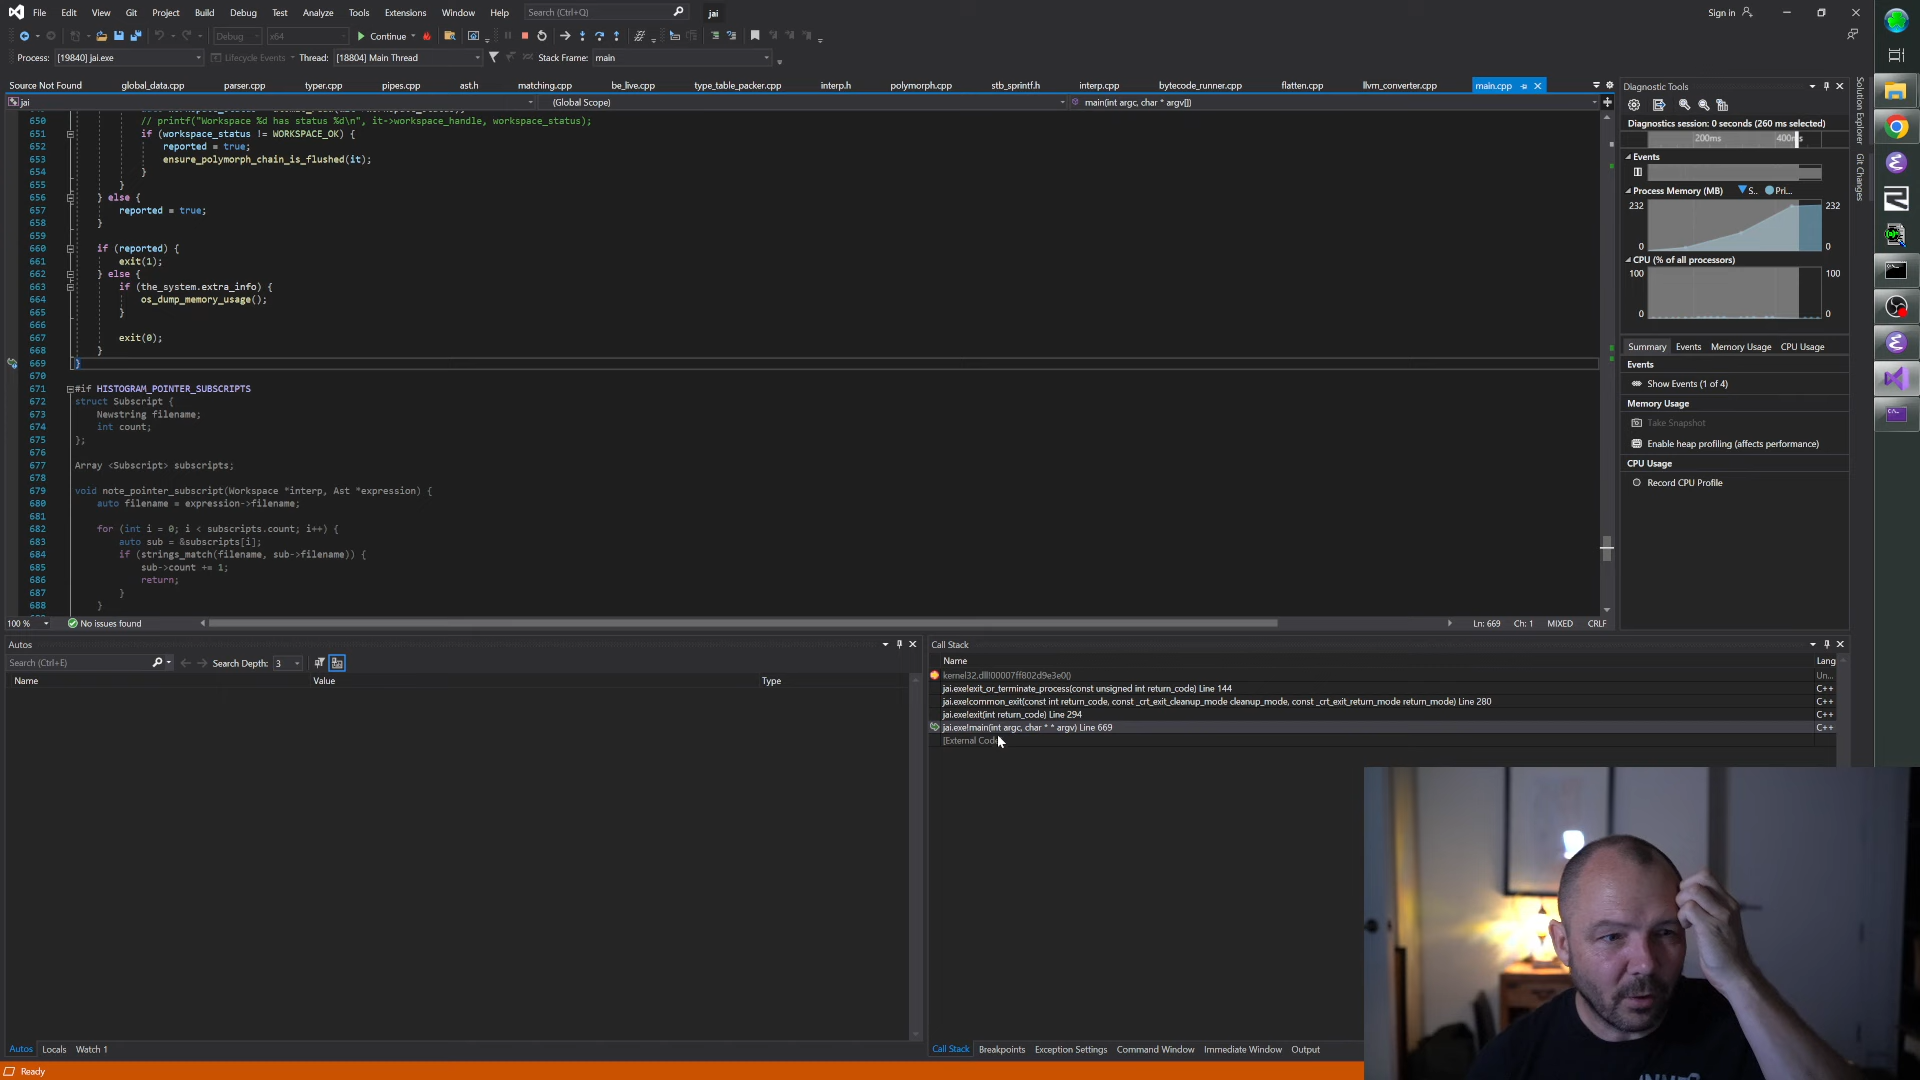 File Edit View Git Project Build Debug Test Analyze Tools Extensions Window Help Search (Ctrl+Q) jai Sign in
Debug x64 Continue
Process: [19840] jai.exe Lifecycle Events Thread: [18804] Main Thread Stack Frame: main
Source Not Found global_data.cpp parser.cpp typer.cpp pipes.cpp ast.h matching.cpp be_live.cpp type_table_packer.cpp interp.h polymorph.cpp stb_sprintf.h interp.cpp bytecode_runner.cpp flatten.cpp llvm_converter.cpp main.cpp
jai (Global Scope) main(int argc, char * argv[])
650 // printf("Workspace %d has status %d\n", it->workspace_handle, workspace_status);
651 if (workspace_status != WORKSPACE_OK) {
652 reported = true;
653 ensure_polymorph_chain_is_flushed(it);
654 }
655 }
656 } else {
657 reported = true;
658 }
659
660 if (reported) {
661 exit(1);
662 } else {
663 if (the_system.extra_info) {
664 os_dump_memory_usage();
665 }
666
667 exit(0);
668 }
669 }
670
671 #if HISTOGRAM_POINTER_SUBSCRIPTS
672 struct Subscript {
673 Newstring filename;
674 int count;
675 };
676
677 Array <Subscript> subscripts;
678
679 void note_pointer_subscript(Workspace *interp, Ast *expression) {
680 auto filename = expression->filename;
681
682 for (int i = 0; i < subscripts.count; i++) {
683 auto sub = &subscripts[i];
684 if (strings_match(filename, sub->filename)) {
685 sub->count += 1;
686 return;
687 }
688 }
100 % No issues found Ln: 669 Ch: 1 MIXED CRLF
Diagnostic Tools
Diagnostics session: 0 seconds (260 ms selected)
200ms 400ms
Events
Process Memory (MB) S.. Pri...
232 232
0 0
CPU (% of all processors)
100 100
0 0
Summary Events Memory Usage CPU Usage
Events
Show Events (1 of 4)
Memory Usage
Take Snapshot
Enable heap profiling (affects performance)
CPU Usage
Record CPU Profile
Solution Explorer
Git Changes
Autos
Search (Ctrl+E) Search Depth: 3
Name Value Type
Call Stack
Name Lang
kernel32.dll!00007ff802d9e3e0() Un...
jai.exe!exit_or_terminate_process(const unsigned int return_code) Line 144 C++
jai.exe!common_exit(const int return_code, const _crt_exit_cleanup_mode cleanup_mode, const _crt_exit_return_mode return_mode) Line 280 C++
jai.exe!exit(int return_code) Line 294 C++
jai.exe!main(int argc, char * * argv) Line 669 C++
[External Code
Autos Locals Watch 1
Call Stack Breakpoints Exception Settings Command Window Immediate Window Output
Ready